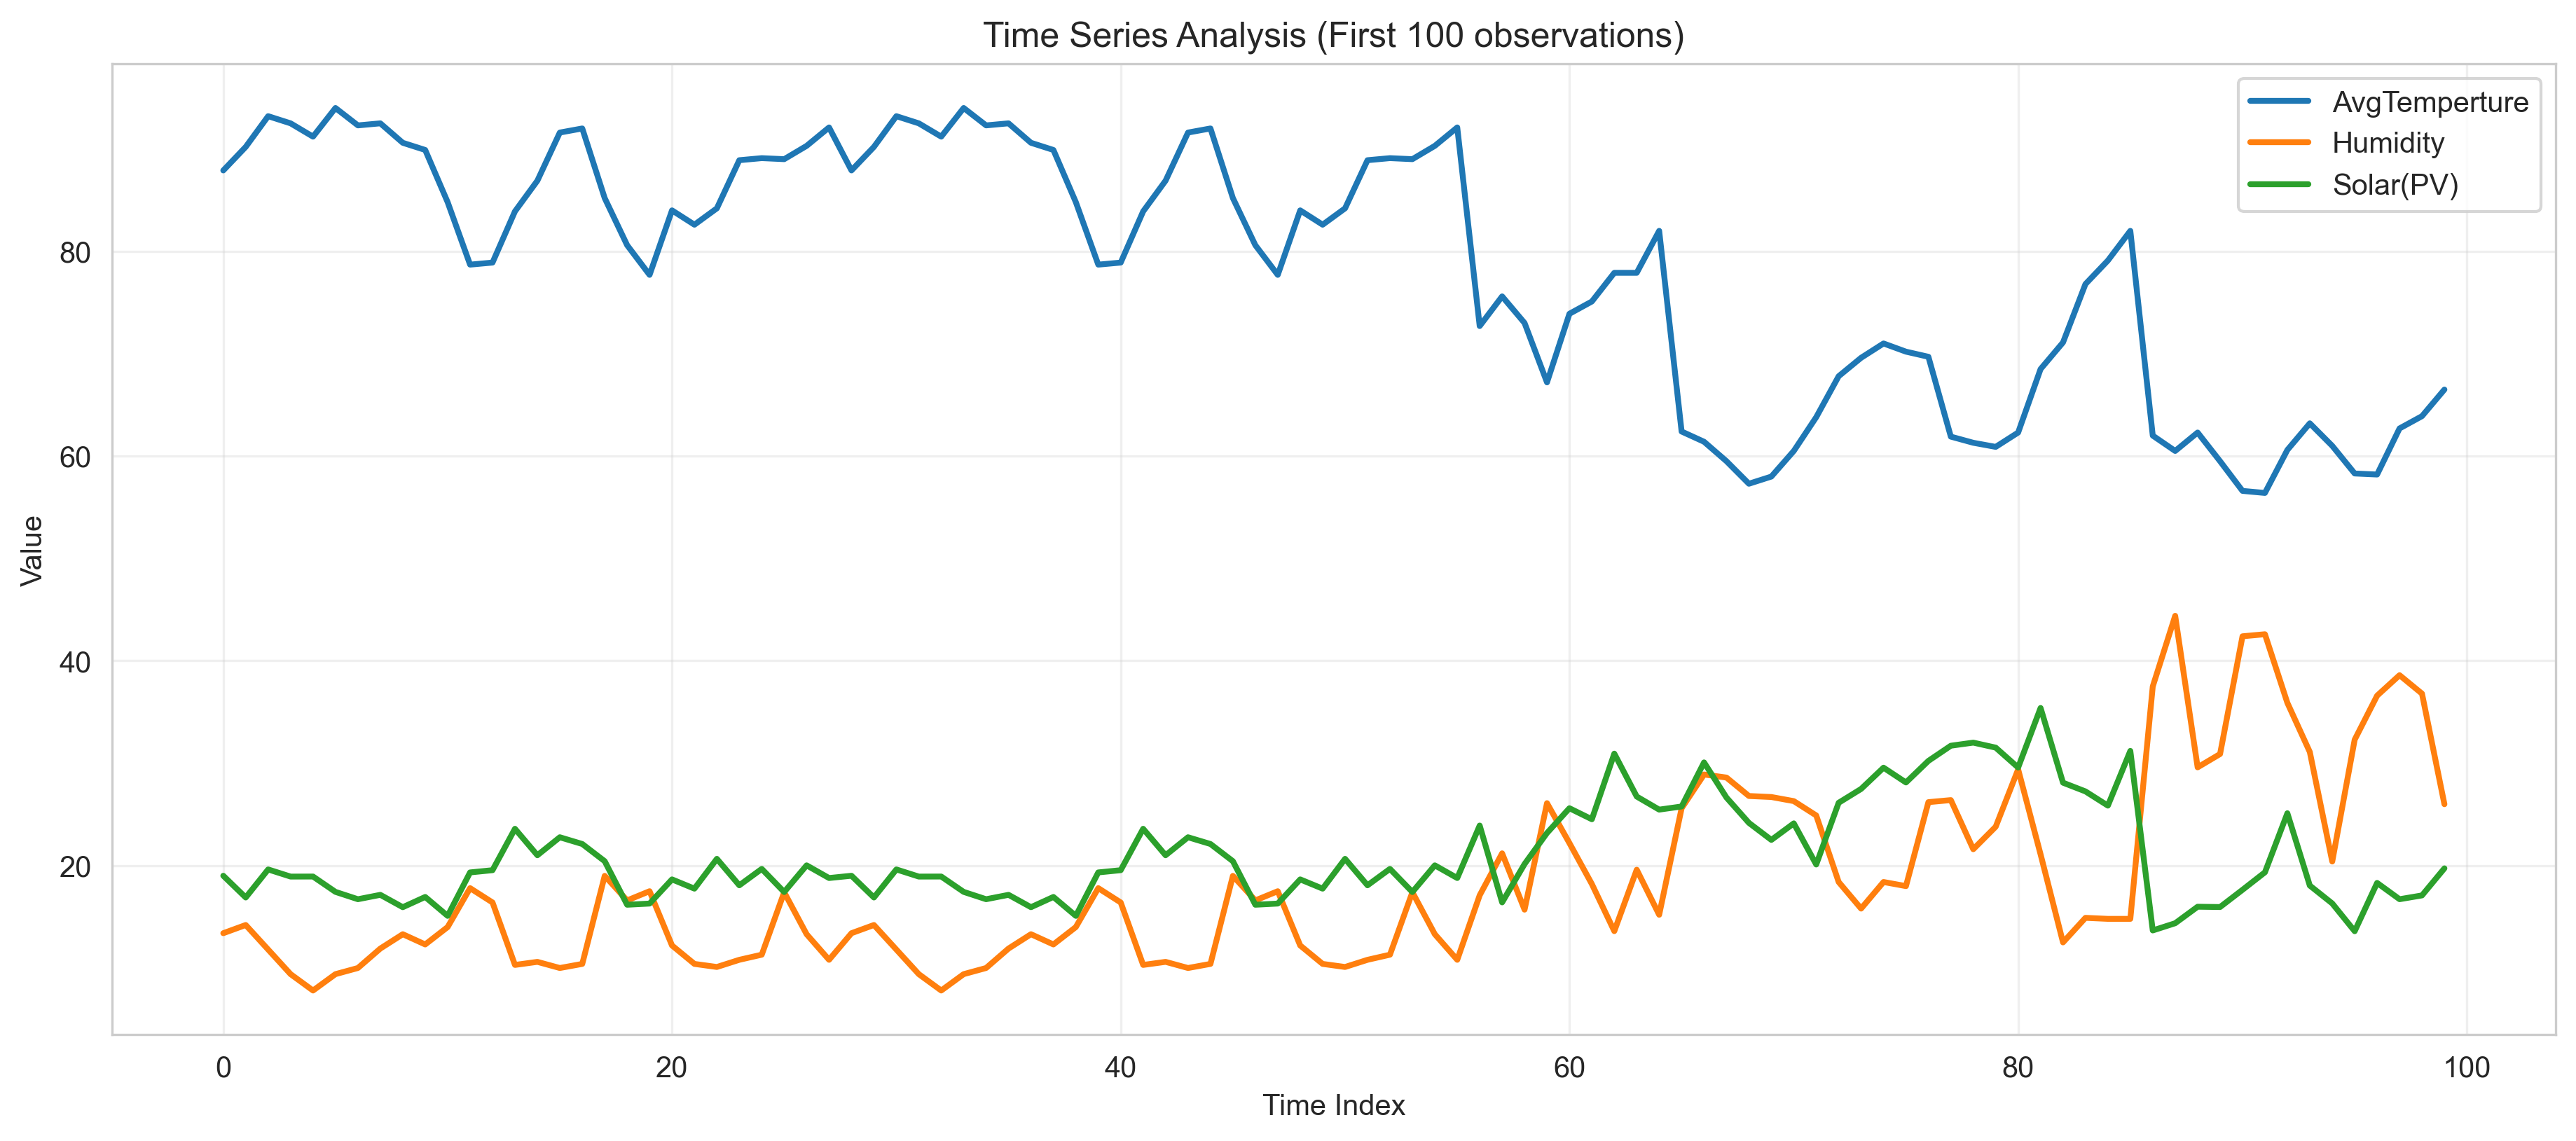 Time Series Analysis (First 100 observations)
AvgTemperture
Humidity
Solar(PV)
80
60
40
20
Value
0 20 40 60 80 100
Time Index